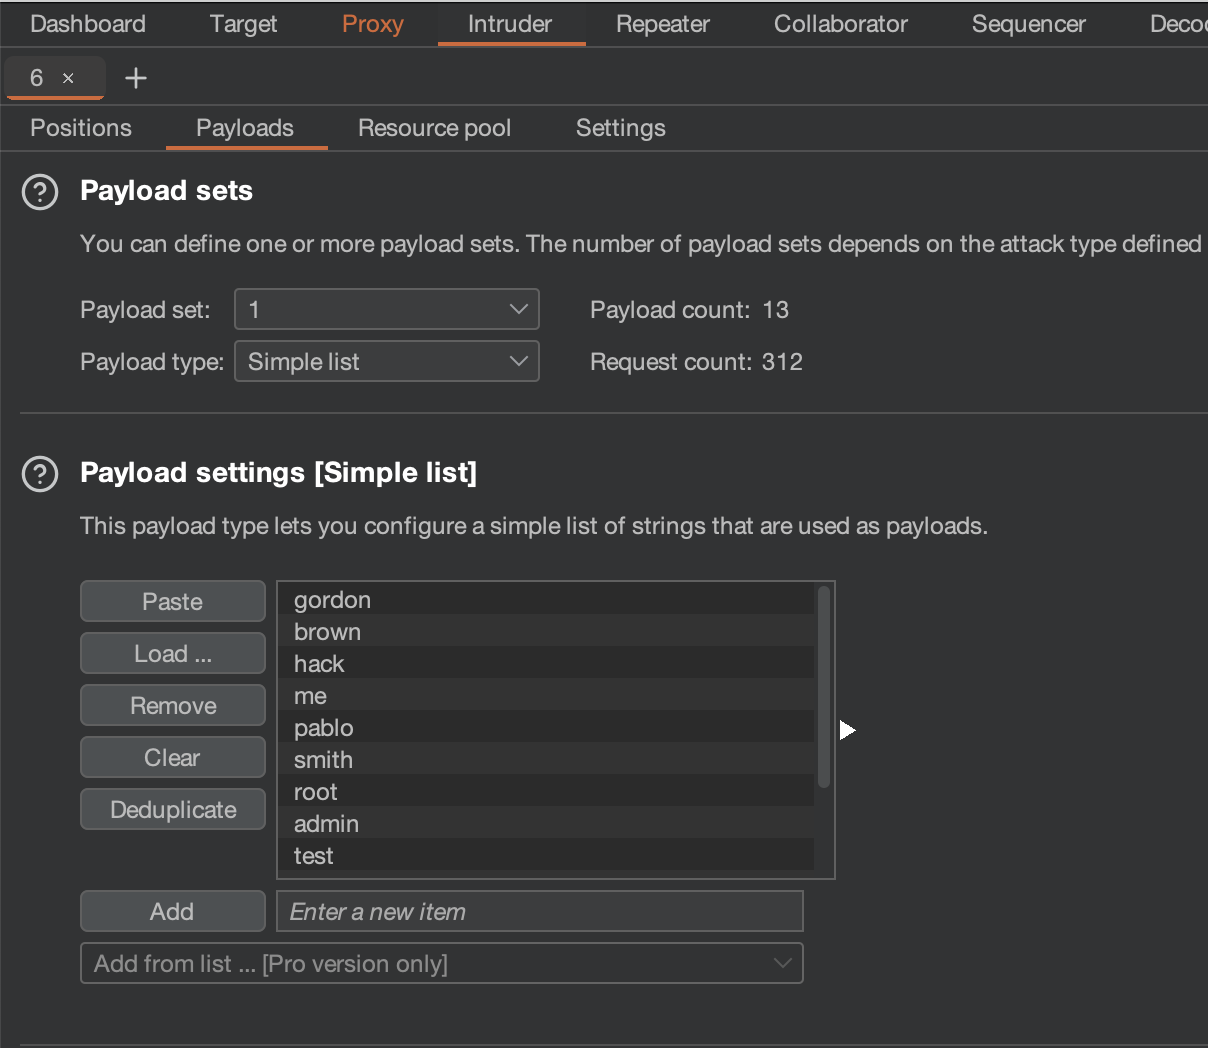 Dashboard Target Proxy Intruder Repeater Collaborator Sequencer Deco
6 × +
Positions Payloads Resource pool Settings
? Payload sets
You can define one or more payload sets. The number of payload sets depends on the attack type defined
Payload set: 1 Payload count: 13
Payload type: Simple list Request count: 312
? Payload settings [Simple list]
This payload type lets you configure a simple list of strings that are used as payloads.
Paste
Load ...
Remove
Clear
Deduplicate
gordon
brown
hack
me
pablo
smith
root
admin
test
Add Enter a new item
Add from list ... [Pro version only]